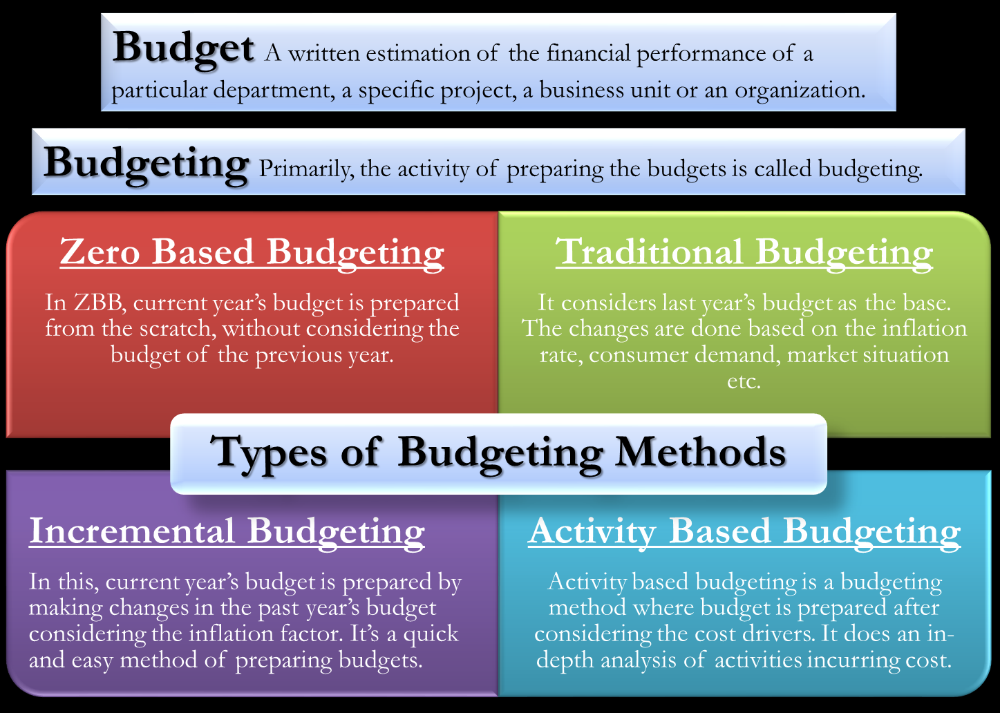 Budget A written estimation of the financial performance of a
particular department, a specific project, a business unit or an organization.
Budgeting Primarily, the activity of preparing the budgets is called budgeting.
Zero Based Budgeting
In ZBB, current year’s budget is prepared
from the scratch, without considering the
budget of the previous year.
Traditional Budgeting
It considers last year’s budget as the base.
The changes are done based on the inflation
rate, consumer demand, market situation
etc.
Types of Budgeting Methods
Incremental Budgeting
In this, current year’s budget is prepared by
making changes in the past year’s budget
considering the inflation factor. It’s a quick
and easy method of preparing budgets.
Activity Based Budgeting
Activity based budgeting is a budgeting
method where budget is prepared after
considering the cost drivers. It does an in-
depth analysis of activities incurring cost.